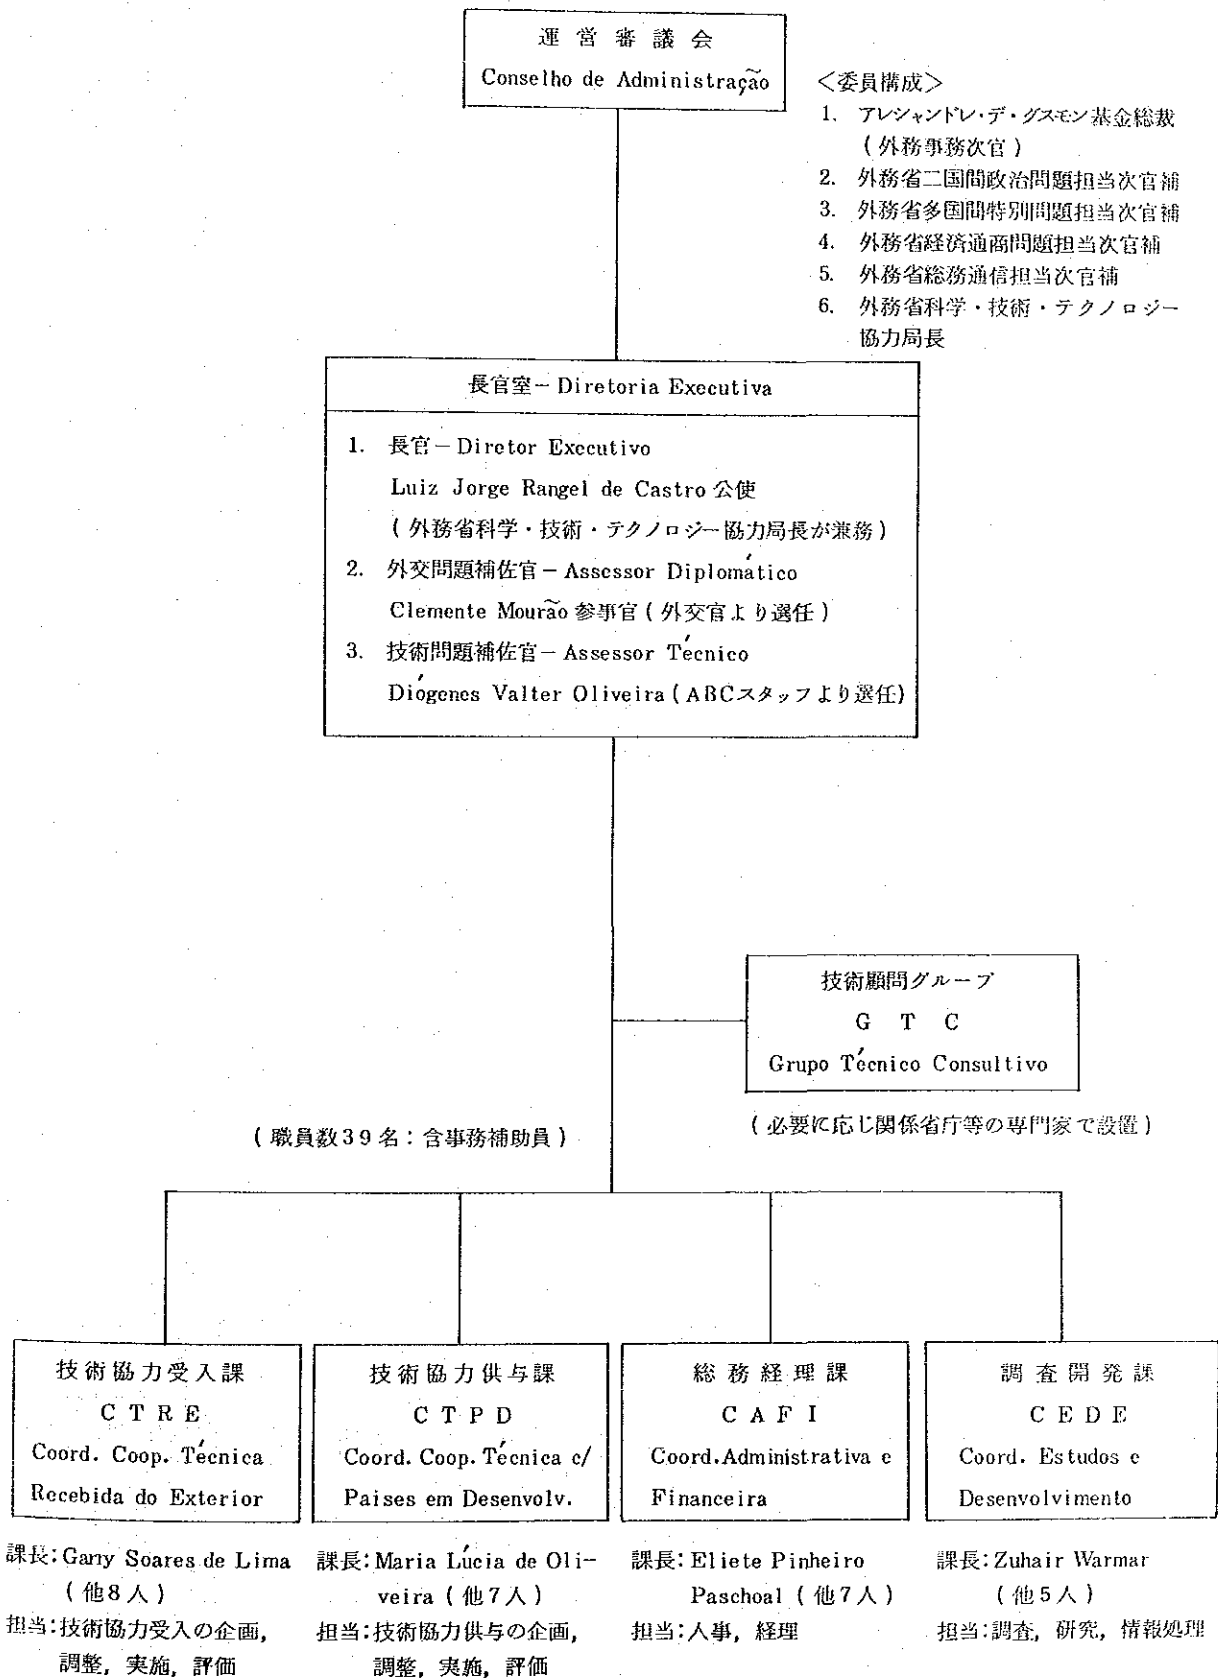 運営審議会
Conselho de Administração
＜委員構成＞
1. アレシャンドレ・デ・グスモン基金総裁
(外務事務次官)
2. 外務省二国間政治問題担当次官補
3. 外務省多国間特別問題担当次官補
4. 外務省経済通商問題担当次官補
5. 外務省総務通信担当次官補
6. 外務省科学・技術・テクノロジー
協力局長
長官室－Diretoria Executiva
1. 長官－Diretor Executivo
Luiz Jorge Rangel de Castro 公使
(外務省科学・技術・テクノロジー協力局長が兼務)
2. 外交問題補佐官－Assessor Diplomático
Clemente Mourão 参事官(外交官より選任)
3. 技術問題補佐官－Assessor Técnico
Diógenes Valter Oliveira (ABCスタッフより選任)
技術顧問グループ
G T C
Grupo Técnico Consultivo
(必要に応じ関係省庁等の専門家で設置)
(職員数39名：含事務補助員)
技術協力受入課
C T R E
Coord. Coop. Técnica
Recebida do Exterior
課長：Gany Soares de Lima
(他8人)
担当：技術協力受入の企画，
調整，実施，評価
技術協力供与課
C T P D
Coord. Coop. Técnica c/
Paises em Desenvolv.
課長：Maria Lúcia de Oli-
veira (他7人)
担当：技術協力供与の企画，
調整，実施，評価
総務経理課
C A F I
Coord.Administrativa e
Financeira
課長：Eliete Pinheiro
Paschoal (他7人)
担当：人事，経理
調査開発課
C E D E
Coord. Estudos e
Desenvolvimento
課長：Zuhair Warmar
(他5人)
担当：調査，研究，情報処理